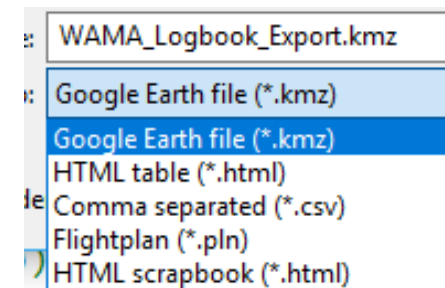 e: WAMA_Logbook_Export.kmz
Google Earth file (*.kmz)
Google Earth file (*.kmz)
HTML table (*.html)
de Comma separated (*.csv)
Flightplan (*.pln)
) HTML scrapbook (*.html)